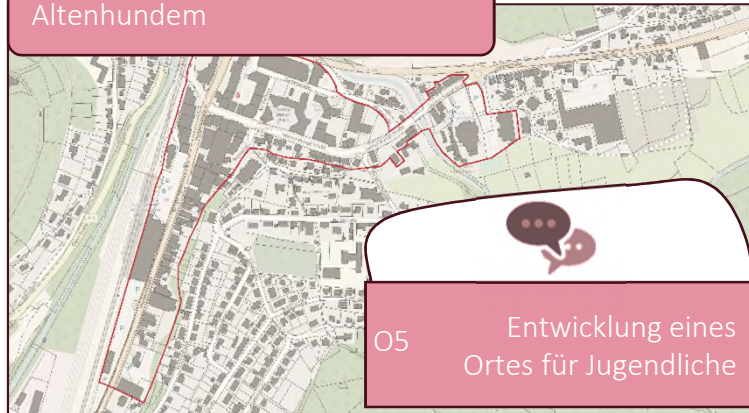 Altenhundem
O5
Entwicklung eines
Ortes für Jugendliche